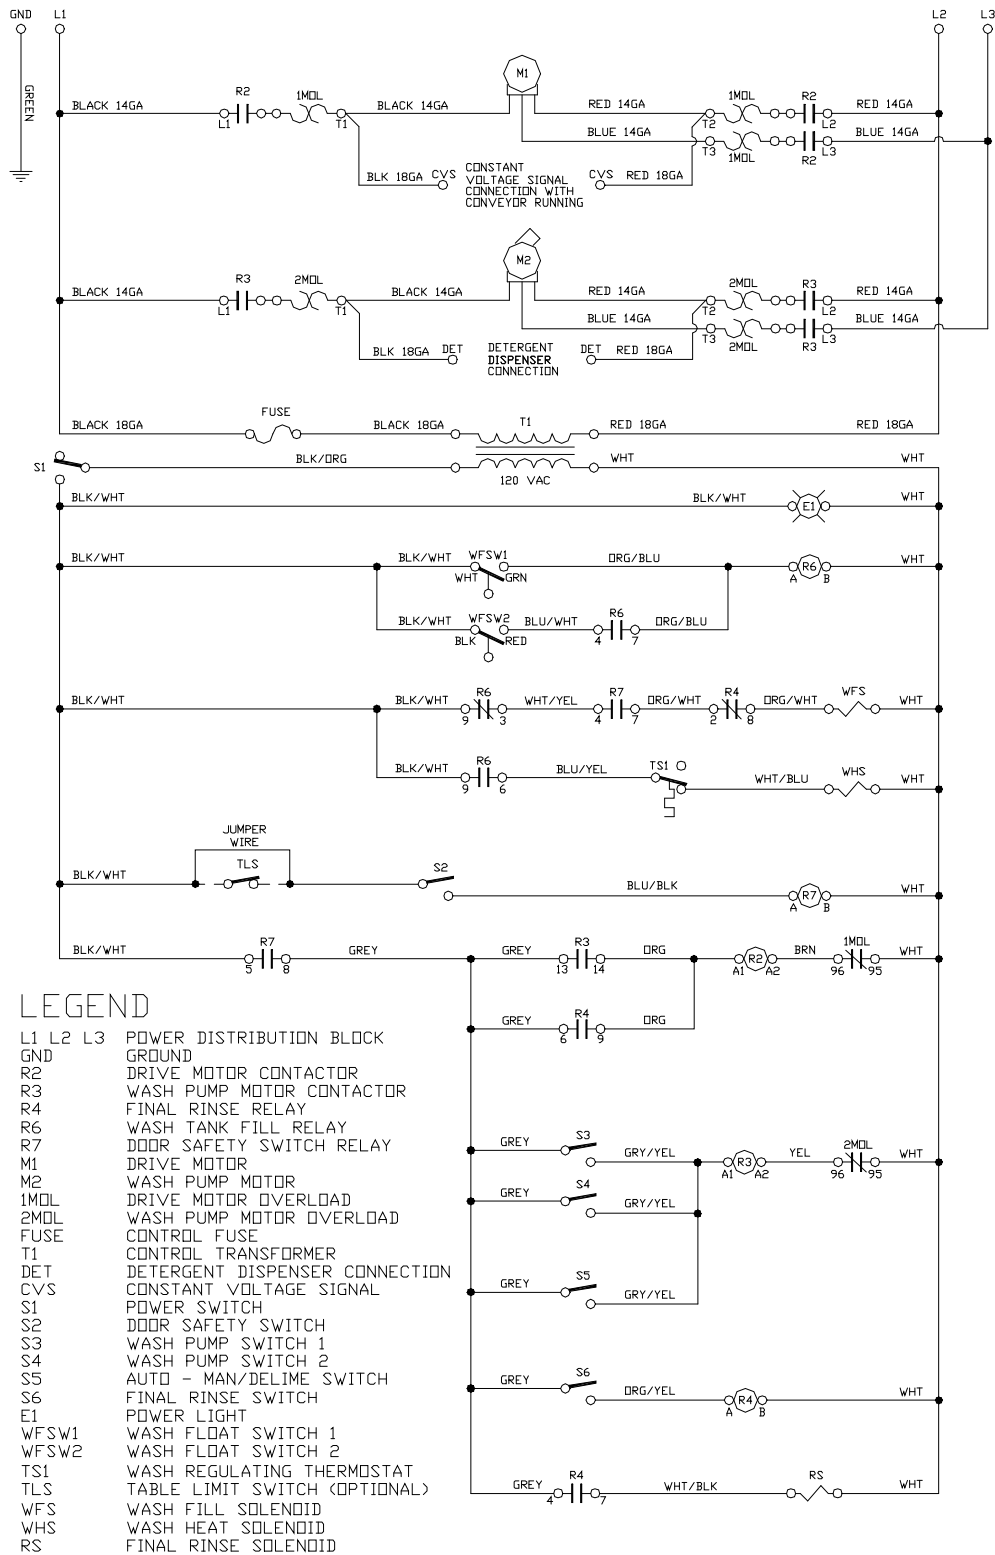 GND L1 L2 L3
GREEN
BLACK 14GA R2 1MOL BLACK 14GA M1 RED 14GA 1MOL R2 RED 14GA
L1 T1 T2 L2
BLUE 14GA T3 1MOL R2 L3 BLUE 14GA
BLK 18GA CVS CONSTANT CVS RED 18GA
VOLTAGE SIGNAL
CONNECTION WITH
CONVEYOR RUNNING
BLACK 14GA R3 2MOL BLACK 14GA M2 RED 14GA 2MOL R3 RED 14GA
L1 T1 T2 L2
BLUE 14GA T3 2MOL R3 L3 BLUE 14GA
BLK 18GA DET DETERGENT DET RED 18GA
DISPENSER
CONNECTION
BLACK 18GA FUSE BLACK 18GA T1 RED 18GA RED 18GA
S1 BLK/ORG WHT WHT
120 VAC
BLK/WHT BLK/WHT E1 WHT
BLK/WHT BLK/WHT WFSW1 ORG/BLU R6 WHT
WHT GRN A B
BLK/WHT WFSW2 BLU/WHT R6 ORG/BLU
BLK RED 4 7
BLK/WHT BLK/WHT R6 WHT/YEL R7 ORG/WHT R4 ORG/WHT WFS WHT
9 3 4 7 2 8
BLK/WHT R6 BLU/YEL TS1 WHT/BLU WHS WHT
9 6
JUMPER
WIRE
BLK/WHT TLS S2 BLU/BLK R7 WHT
A B
BLK/WHT R7 GREY GREY R3 ORG R2 BRN 1MOL WHT
5 8 13 14 A1 A2 96 95
GREY R4 ORG
6 9
GREY S3 GRY/YEL R3 YEL 2MOL WHT
A1 A2 96 95
GREY S4 GRY/YEL
GREY S5 GRY/YEL
GREY S6 ORG/YEL R4 WHT
A B
GREY R4 WHT/BLK RS WHT
4 7
LEGEND
L1 L2 L3 POWER DISTRIBUTION BLOCK
GND GROUND
R2 DRIVE MOTOR CONTACTOR
R3 WASH PUMP MOTOR CONTACTOR
R4 FINAL RINSE RELAY
R6 WASH TANK FILL RELAY
R7 DOOR SAFETY SWITCH RELAY
M1 DRIVE MOTOR
M2 WASH PUMP MOTOR
1MOL DRIVE MOTOR OVERLOAD
2MOL WASH PUMP MOTOR OVERLOAD
FUSE CONTROL FUSE
T1 CONTROL TRANSFORMER
DET DETERGENT DISPENSER CONNECTION
CVS CONSTANT VOLTAGE SIGNAL
S1 POWER SWITCH
S2 DOOR SAFETY SWITCH
S3 WASH PUMP SWITCH 1
S4 WASH PUMP SWITCH 2
S5 AUTO - MAN/DELIME SWITCH
S6 FINAL RINSE SWITCH
E1 POWER LIGHT
WFSW1 WASH FLOAT SWITCH 1
WFSW2 WASH FLOAT SWITCH 2
TS1 WASH REGULATING THERMOSTAT
TLS TABLE LIMIT SWITCH (OPTIONAL)
WFS WASH FILL SOLENOID
WHS WASH HEAT SOLENOID
RS FINAL RINSE SOLENOID